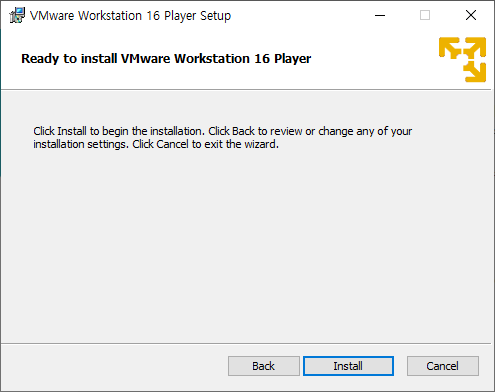 VMware Workstation 16 Player Setup
Ready to install VMware Workstation 16 Player
Click Install to begin the installation. Click Back to review or change any of your
installation settings. Click Cancel to exit the wizard.
Back Install Cancel